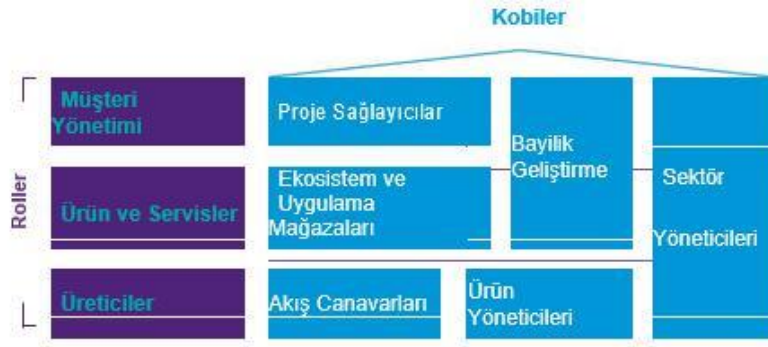 Kobiler
Roller
Müşteri
Yönetimi
Proje Sağlayıcılar
Bayilik
Geliştirme
Sektör
Yöneticileri
Ürün ve Servisler
Ekosistem ve
Uygulama
Mağazaları
Üreticiler
Akış Canavarları
Ürün
Yöneticileri